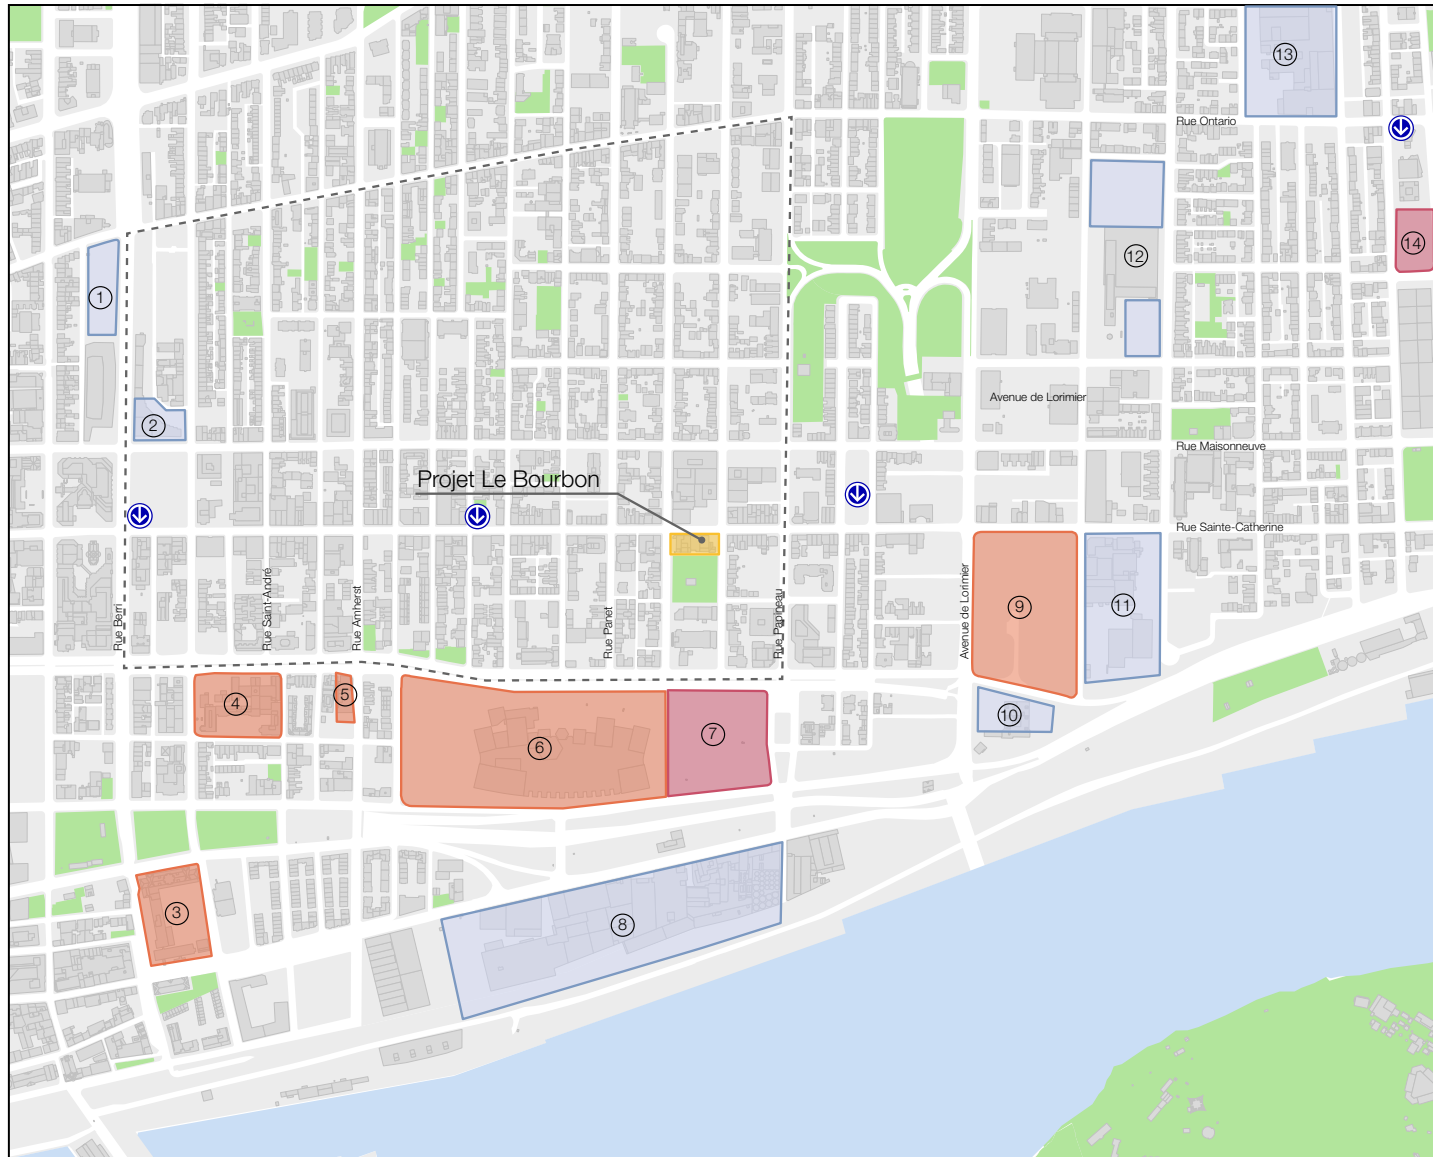 13
Rue Ontario
14
12
1
Avenue de Lorimier
2
Rue Maisonneuve
Projet Le Bourbon
Rue Sainte-Catherine
Rue Berri
Rue Saint-André
Rue Amherst
Rue Panet
Rue Papineau
Avenue de Lorimier
9
11
4
5
6
7
10
3
8